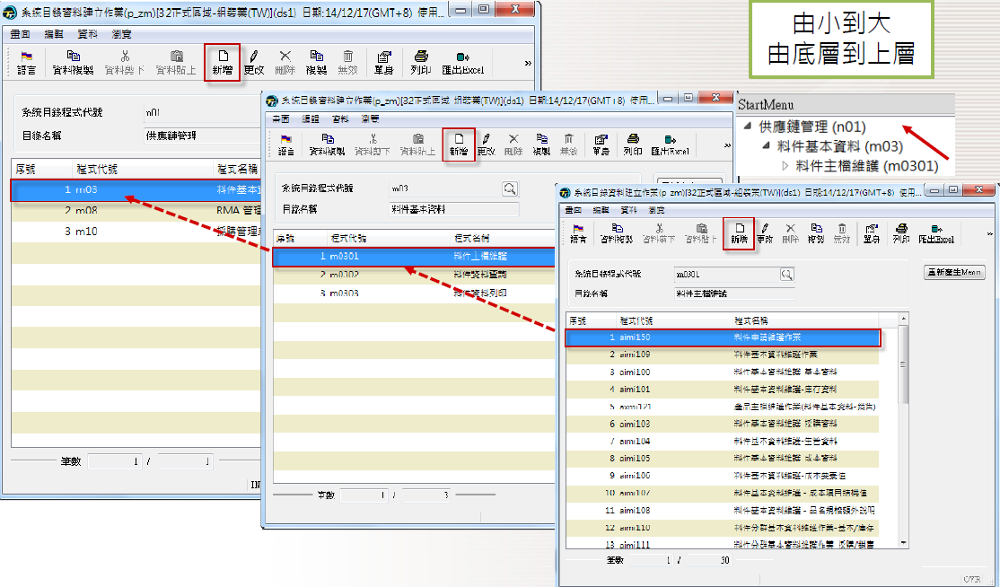 系統目錄資料建立作業(p_zm)[32正式區域-組裝業(TW)](ds1) 日期:14/12/17(GMT+8) 使用...
畫面 編輯 資料 瀏覽
語言 資料複製 資料剪下 資料貼上 新增 更改 刪除 複製 無效 單身 列印 匯出Excel »
系統目錄程式代號 n01
目錄名稱 供應鏈管理
序號 程式代號 程式名稱
1 m03 料件基本資
2 m08 RMA 管理
3 m10 採購管理
筆數 1 / 1
IN
由小到大
由底層到上層
StartMenu
供應鏈管理 (n01)
料件基本資料 (m03)
料件主檔維護 (m0301)
系統目錄資料建立作業(p_zm)[32正式區域-組裝業(TW)](ds1) 日期:14/12/17(GMT+8) 使用...
畫面 編輯 資料 瀏覽
語言 資料複製 資料剪下 資料貼上 新增 更改 刪除 複製 無效 單身 列印 匯出Excel »
系統目錄程式代號 m03
目錄名稱 料件基本資料
序號 程式代號 程式名稱
1 m0301 料件主檔維護
2 m0302 料件資料查詢
3 m0303 料件資料列印
筆數 1 / 3
系統目錄資料建立作業(p_zm)[32正式區域-組裝業(TW)](ds1) 日期:14/12/17(GMT+8) 使用...
畫面 編輯 資料 瀏覽
語言 資料複製 資料剪下 資料貼上 新增 更改 刪除 複製 無效 單身 列印 匯出Excel »
系統目錄程式代號 m0301
重新產生Menu
目錄名稱 料件主檔維護
序號 程式代號 程式名稱
1 aimi150 料件申請維護作業
2 aimi109 料件基本資料維護作業
3 aimi100 料件基本資料維護-基本資料
4 aimi101 料件基本資料維護-庫存資料
5 axmi121 產品主檔維護作業(料件基本資料-銷售)
6 aimi103 料件基本資料維護-採購資料
7 aimi104 料件基本資料維護-生管資料
8 aimi105 料件基本資料維護-成本資料
9 aimi106 料件基本資料維護-成本要素值
10 aimi107 料件基本資料維護 - 成本項目結構值
11 aimi108 料件基本資料維護 - 品名規格額外說明
12 aimi110 料件分群基本資料維護作業-基本/庫存
13 aimi111 料件分群基本資料維護作業-採購/銷售
筆數 1 / 30
OVR